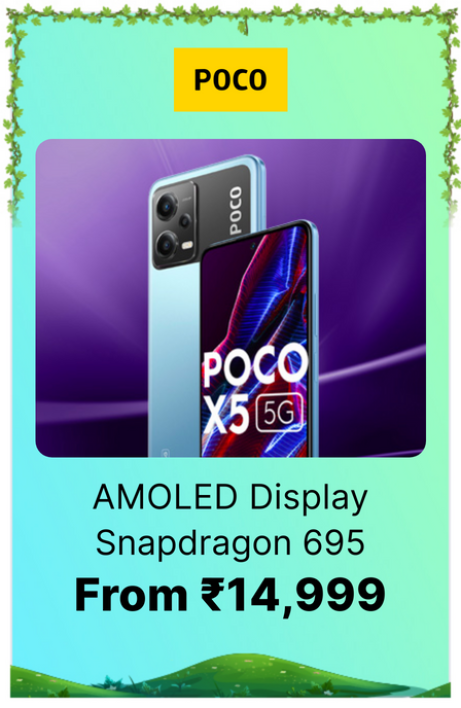 POCO
POCO
POCO
X5 5G
AMOLED Display
Snapdragon 695
From ₹14,999